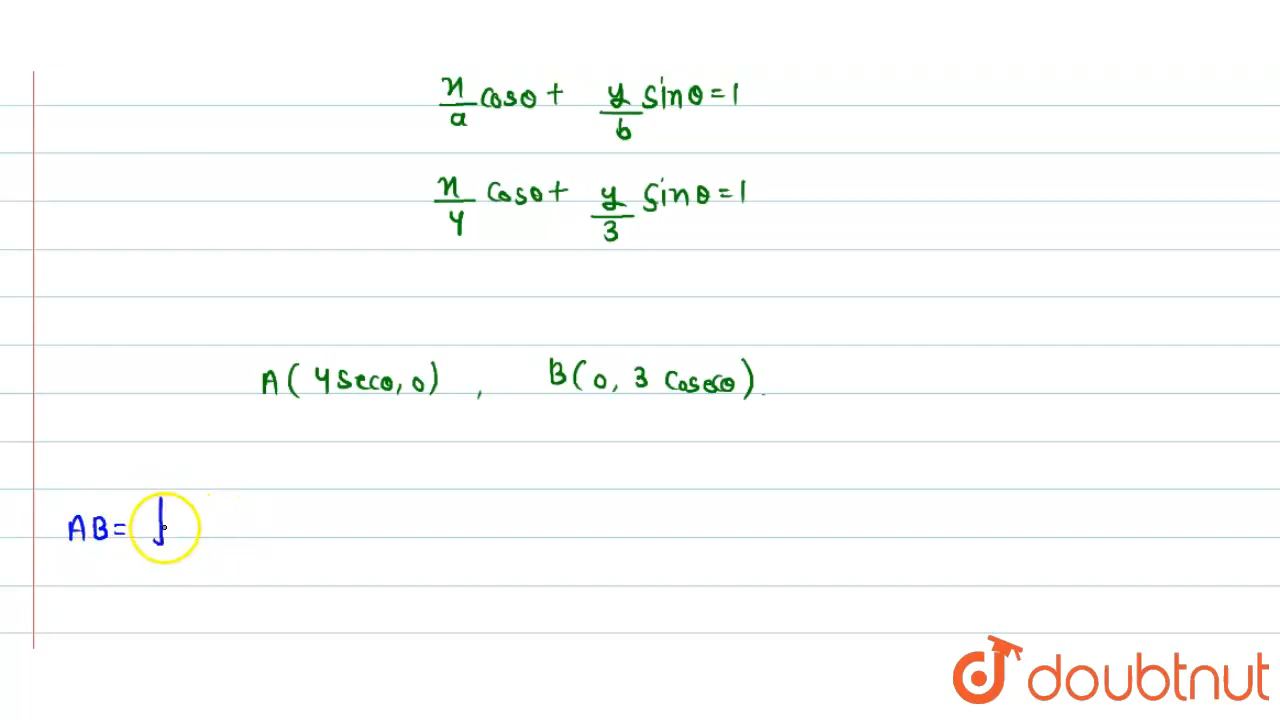 x/a cosθ + y/b sinθ = 1
x/4 cosθ + y/3 sinθ = 1
A(4secθ, 0) , B(0, 3 cosecθ).
AB =
doubtnut